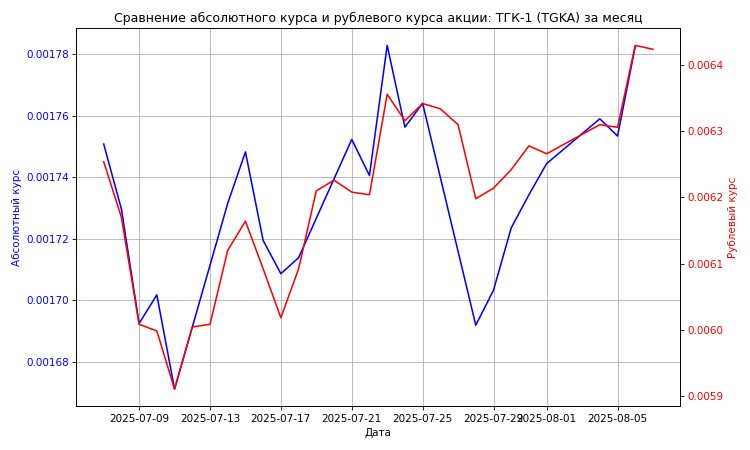 Сравнение абсолютного курса и рублевого курса акции: ТГК-1 (TGKA) за месяц
0.00178
0.00176
0.00174
0.00172
0.00170
0.00168
Абсолютный курс
0.0064
0.0063
0.0062
0.0061
0.0060
0.0059
Рублевый курс
2025-07-09 2025-07-13 2025-07-17 2025-07-21 2025-07-25 2025-07-29 2025-08-01 2025-08-05
Дата